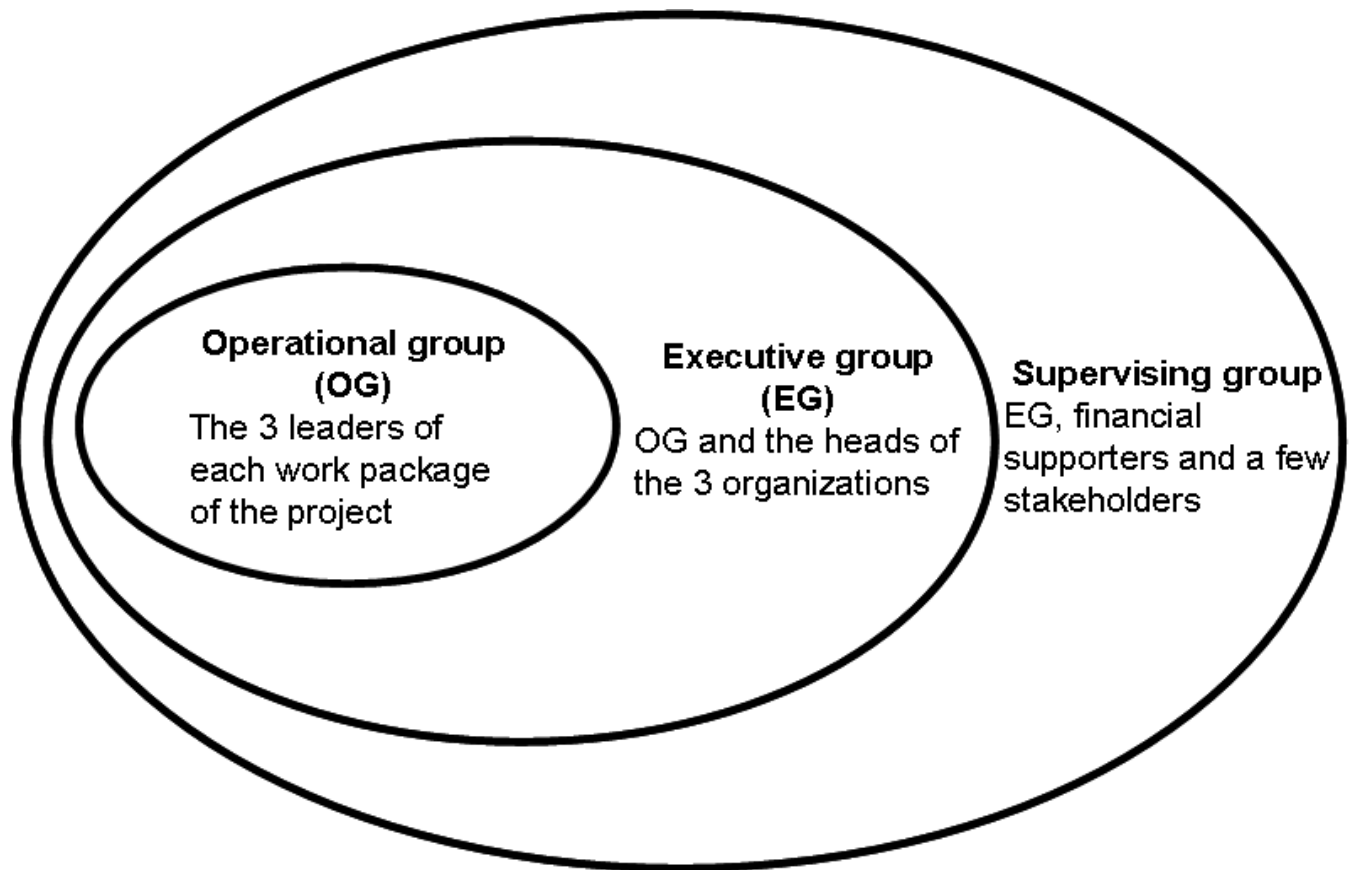 Operational group
(OG)
The 3 leaders of
each work package
of the project
Executive group
(EG)
OG and the heads of
the 3 organizations
Supervising group
EG, financial
supporters and a few
stakeholders